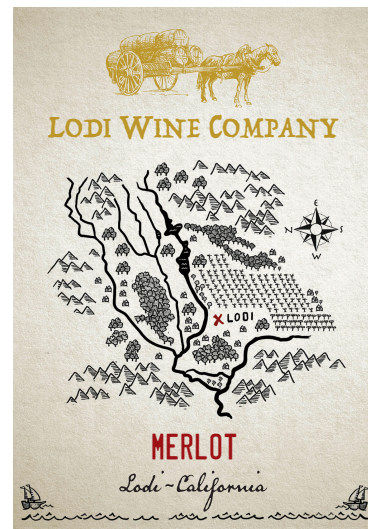 LODI WINE COMPANY
E
N S
W
X LODI
MERLOT
Lodi ~ California